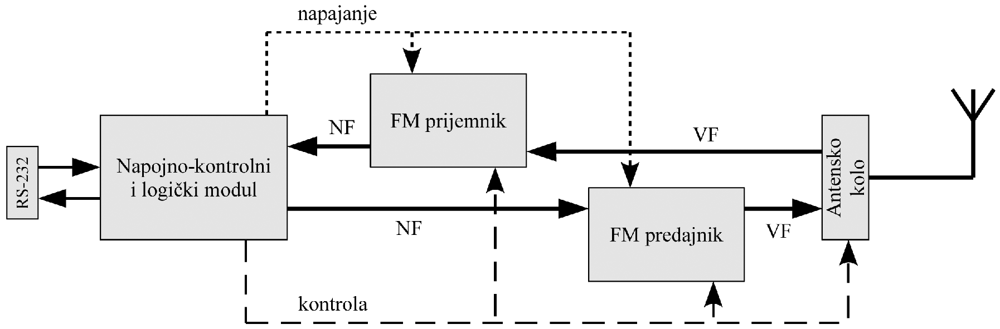 napajanje
FM prijemnik
NF
VF
RS-232
Napojno-kontrolni
i logički modul
Antensko
kolo
NF
FM predajnik
VF
kontrola